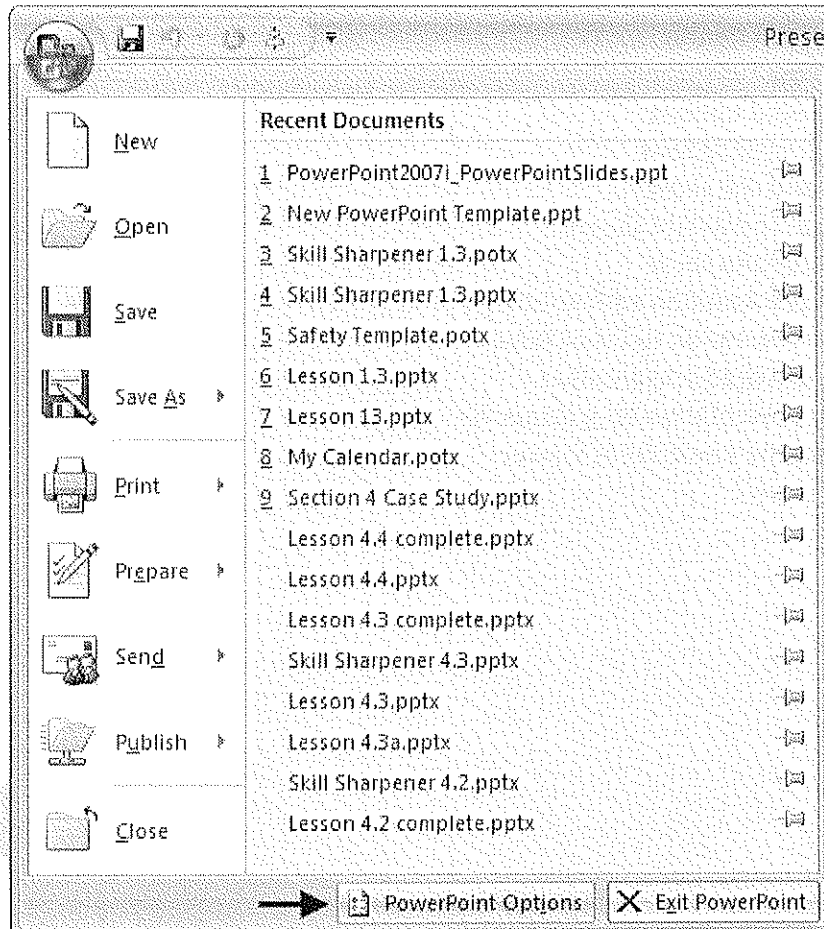 Prese
New
Open
Save
Save As
Print
Prepare
Send
Publish
Close
Recent Documents
1 PowerPoint2007I_PowerPointSlides.ppt
2 New PowerPoint Template.ppt
3 Skill Sharpener 1.3.potx
4 Skill Sharpener 1.3.pptx
5 Safety Template.potx
6 Lesson 1.3.pptx
7 Lesson 13.pptx
8 My Calendar.potx
9 Section 4 Case Study.pptx
Lesson 4.4 complete.pptx
Lesson 4.4.pptx
Lesson 4.3 complete.pptx
Skill Sharpener 4.3.pptx
Lesson 4.3.pptx
Lesson 4.3a.pptx
Skill Sharpener 4.2.pptx
Lesson 4.2 complete.pptx
PowerPoint Options
Exit PowerPoint